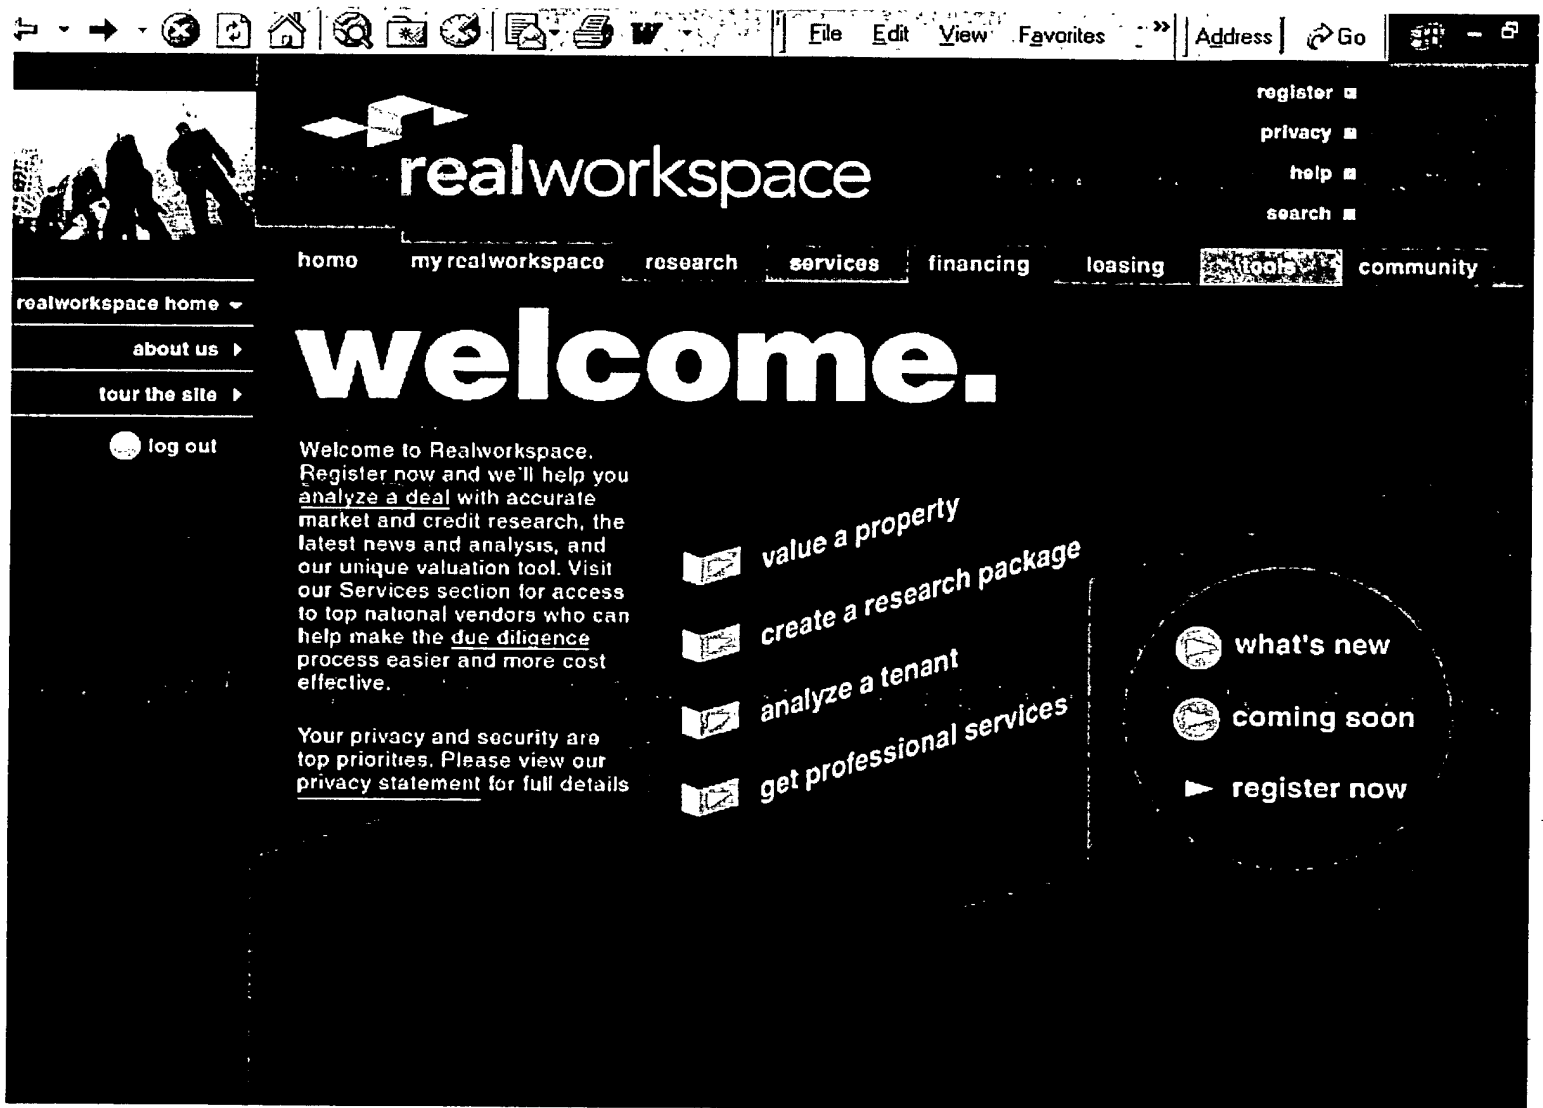 File Edit View Favorites » Address Go
register
privacy
help
search
realworkspace
home my realworkspace research services financing leasing tools community
realworkspace home
about us
tour the site
log out
welcome.
Welcome to Realworkspace.
Register now and we'll help you
analyze a deal with accurate
market and credit research, the
latest news and analysis, and
our unique valuation tool. Visit
our Services section for access
to top national vendors who can
help make the due diligence
process easier and more cost
effective.
Your privacy and security are
top priorities. Please view our
privacy statement for full details
value a property
create a research package
analyze a tenant
get professional services
what's new
coming soon
register now